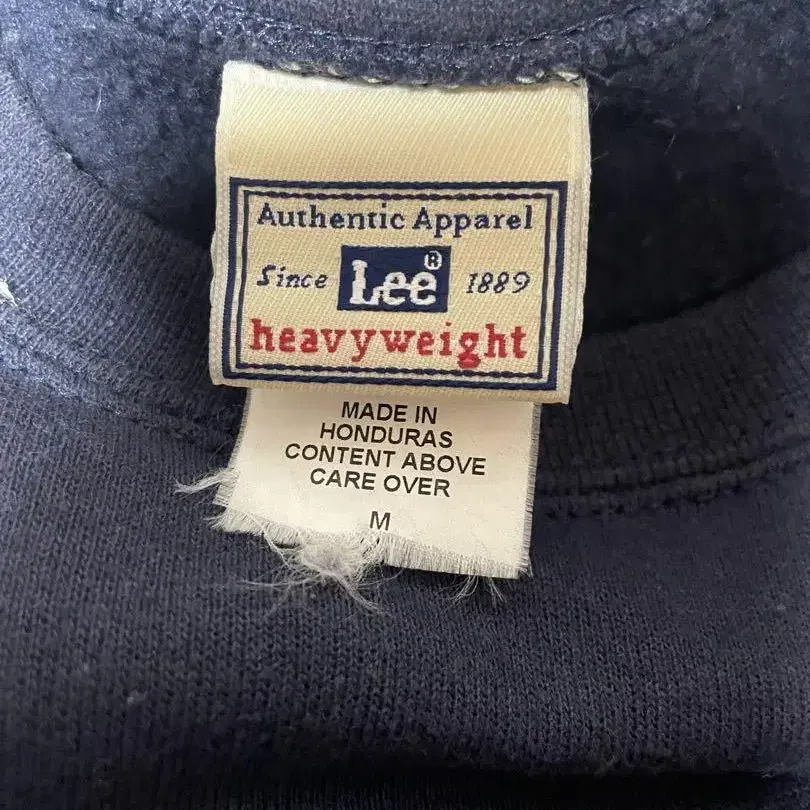 Authentic Apparel
Since Lee® 1889
heavyweight
MADE IN
HONDURAS
CONTENT ABOVE
CARE OVER
M